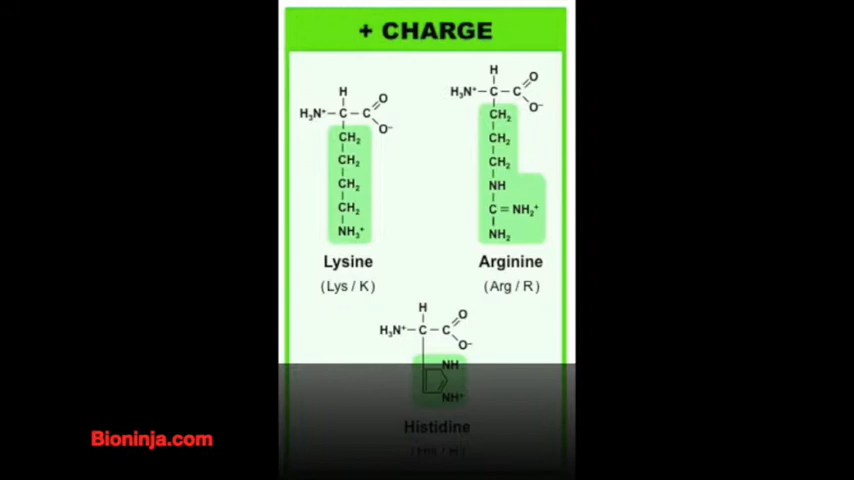 + CHARGE
H
H₃N⁺–C–C
O
O⁻
CH₂
CH₂
CH₂
CH₂
NH₃⁺
Lysine
(Lys / K)
H
H₃N⁺–C–C
O
O⁻
CH₂
CH₂
CH₂
NH
C=NH₂⁺
NH₂
Arginine
(Arg / R)
H
H₃N⁺–C–C
O
O⁻
NH
NH⁺
Histidine
Bioninja.com